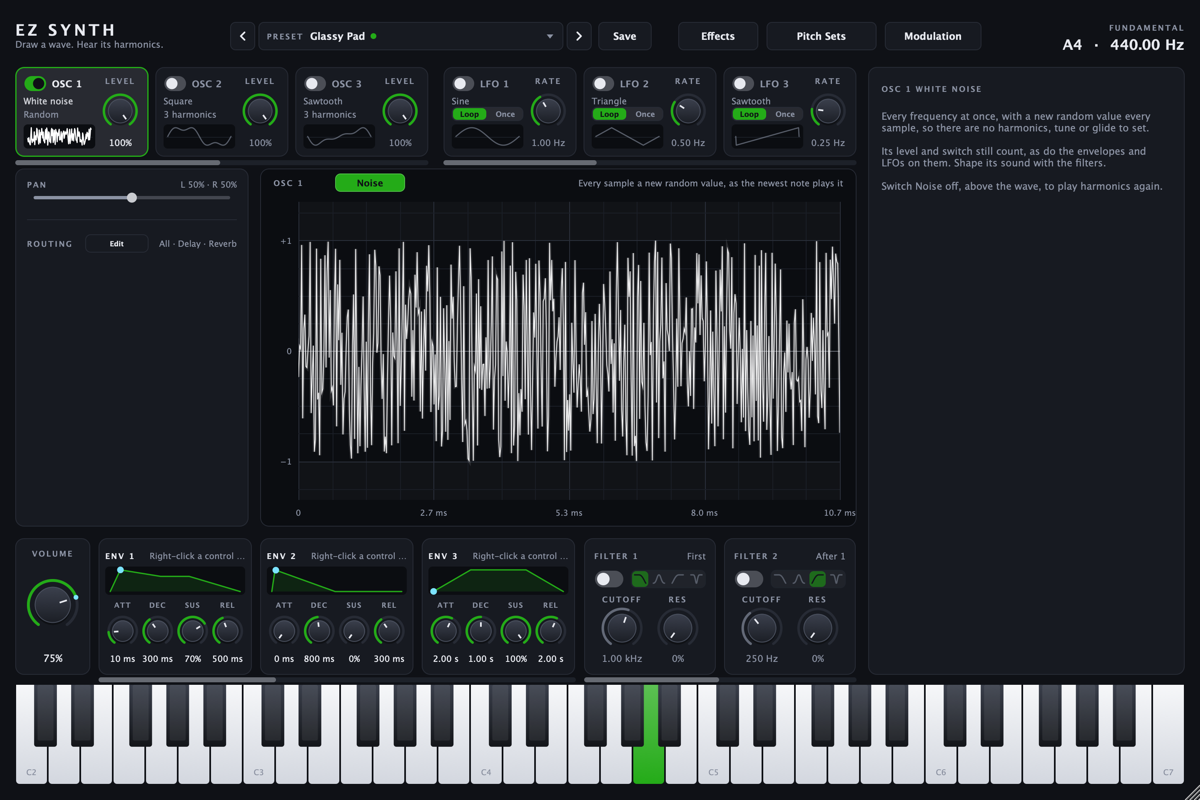 EZ SYNTH
Draw a wave. Hear its harmonics.
PRESET Glassy Pad
Save
Effects
Pitch Sets
Modulation
FUNDAMENTAL
A4 · 440.00 Hz
OSC 1
LEVEL
White noise
Random
100%
OSC 2
LEVEL
Square
3 harmonics
100%
OSC 3
LEVEL
Sawtooth
3 harmonics
100%
LFO 1
RATE
Sine
Loop Once
1.00 Hz
LFO 2
RATE
Triangle
Loop Once
0.50 Hz
LFO 3
RATE
Sawtooth
Loop Once
0.25 Hz
OSC 1 WHITE NOISE
Every frequency at once, with a new random value every
sample, so there are no harmonics, tune or glide to set.
Its level and switch still count, as do the envelopes and
LFOs on them. Shape its sound with the filters.
Switch Noise off, above the wave, to play harmonics again.
PAN
L 50% · R 50%
ROUTING
Edit
All · Delay · Reverb
OSC 1
Noise
Every sample a new random value, as the newest note plays it
+1
0
−1
0
2.7 ms
5.3 ms
8.0 ms
10.7 ms
VOLUME
75%
ENV 1
Right-click a control ...
ATT DEC SUS REL
10 ms 300 ms 70% 500 ms
ENV 2
Right-click a control ...
ATT DEC SUS REL
0 ms 800 ms 0% 300 ms
ENV 3
Right-click a control ...
ATT DEC SUS REL
2.00 s 1.00 s 100% 2.00 s
FILTER 1
First
CUTOFF RES
1.00 kHz 0%
FILTER 2
After 1
CUTOFF RES
250 Hz 0%
C2
C3
C4
C5
C6
C7